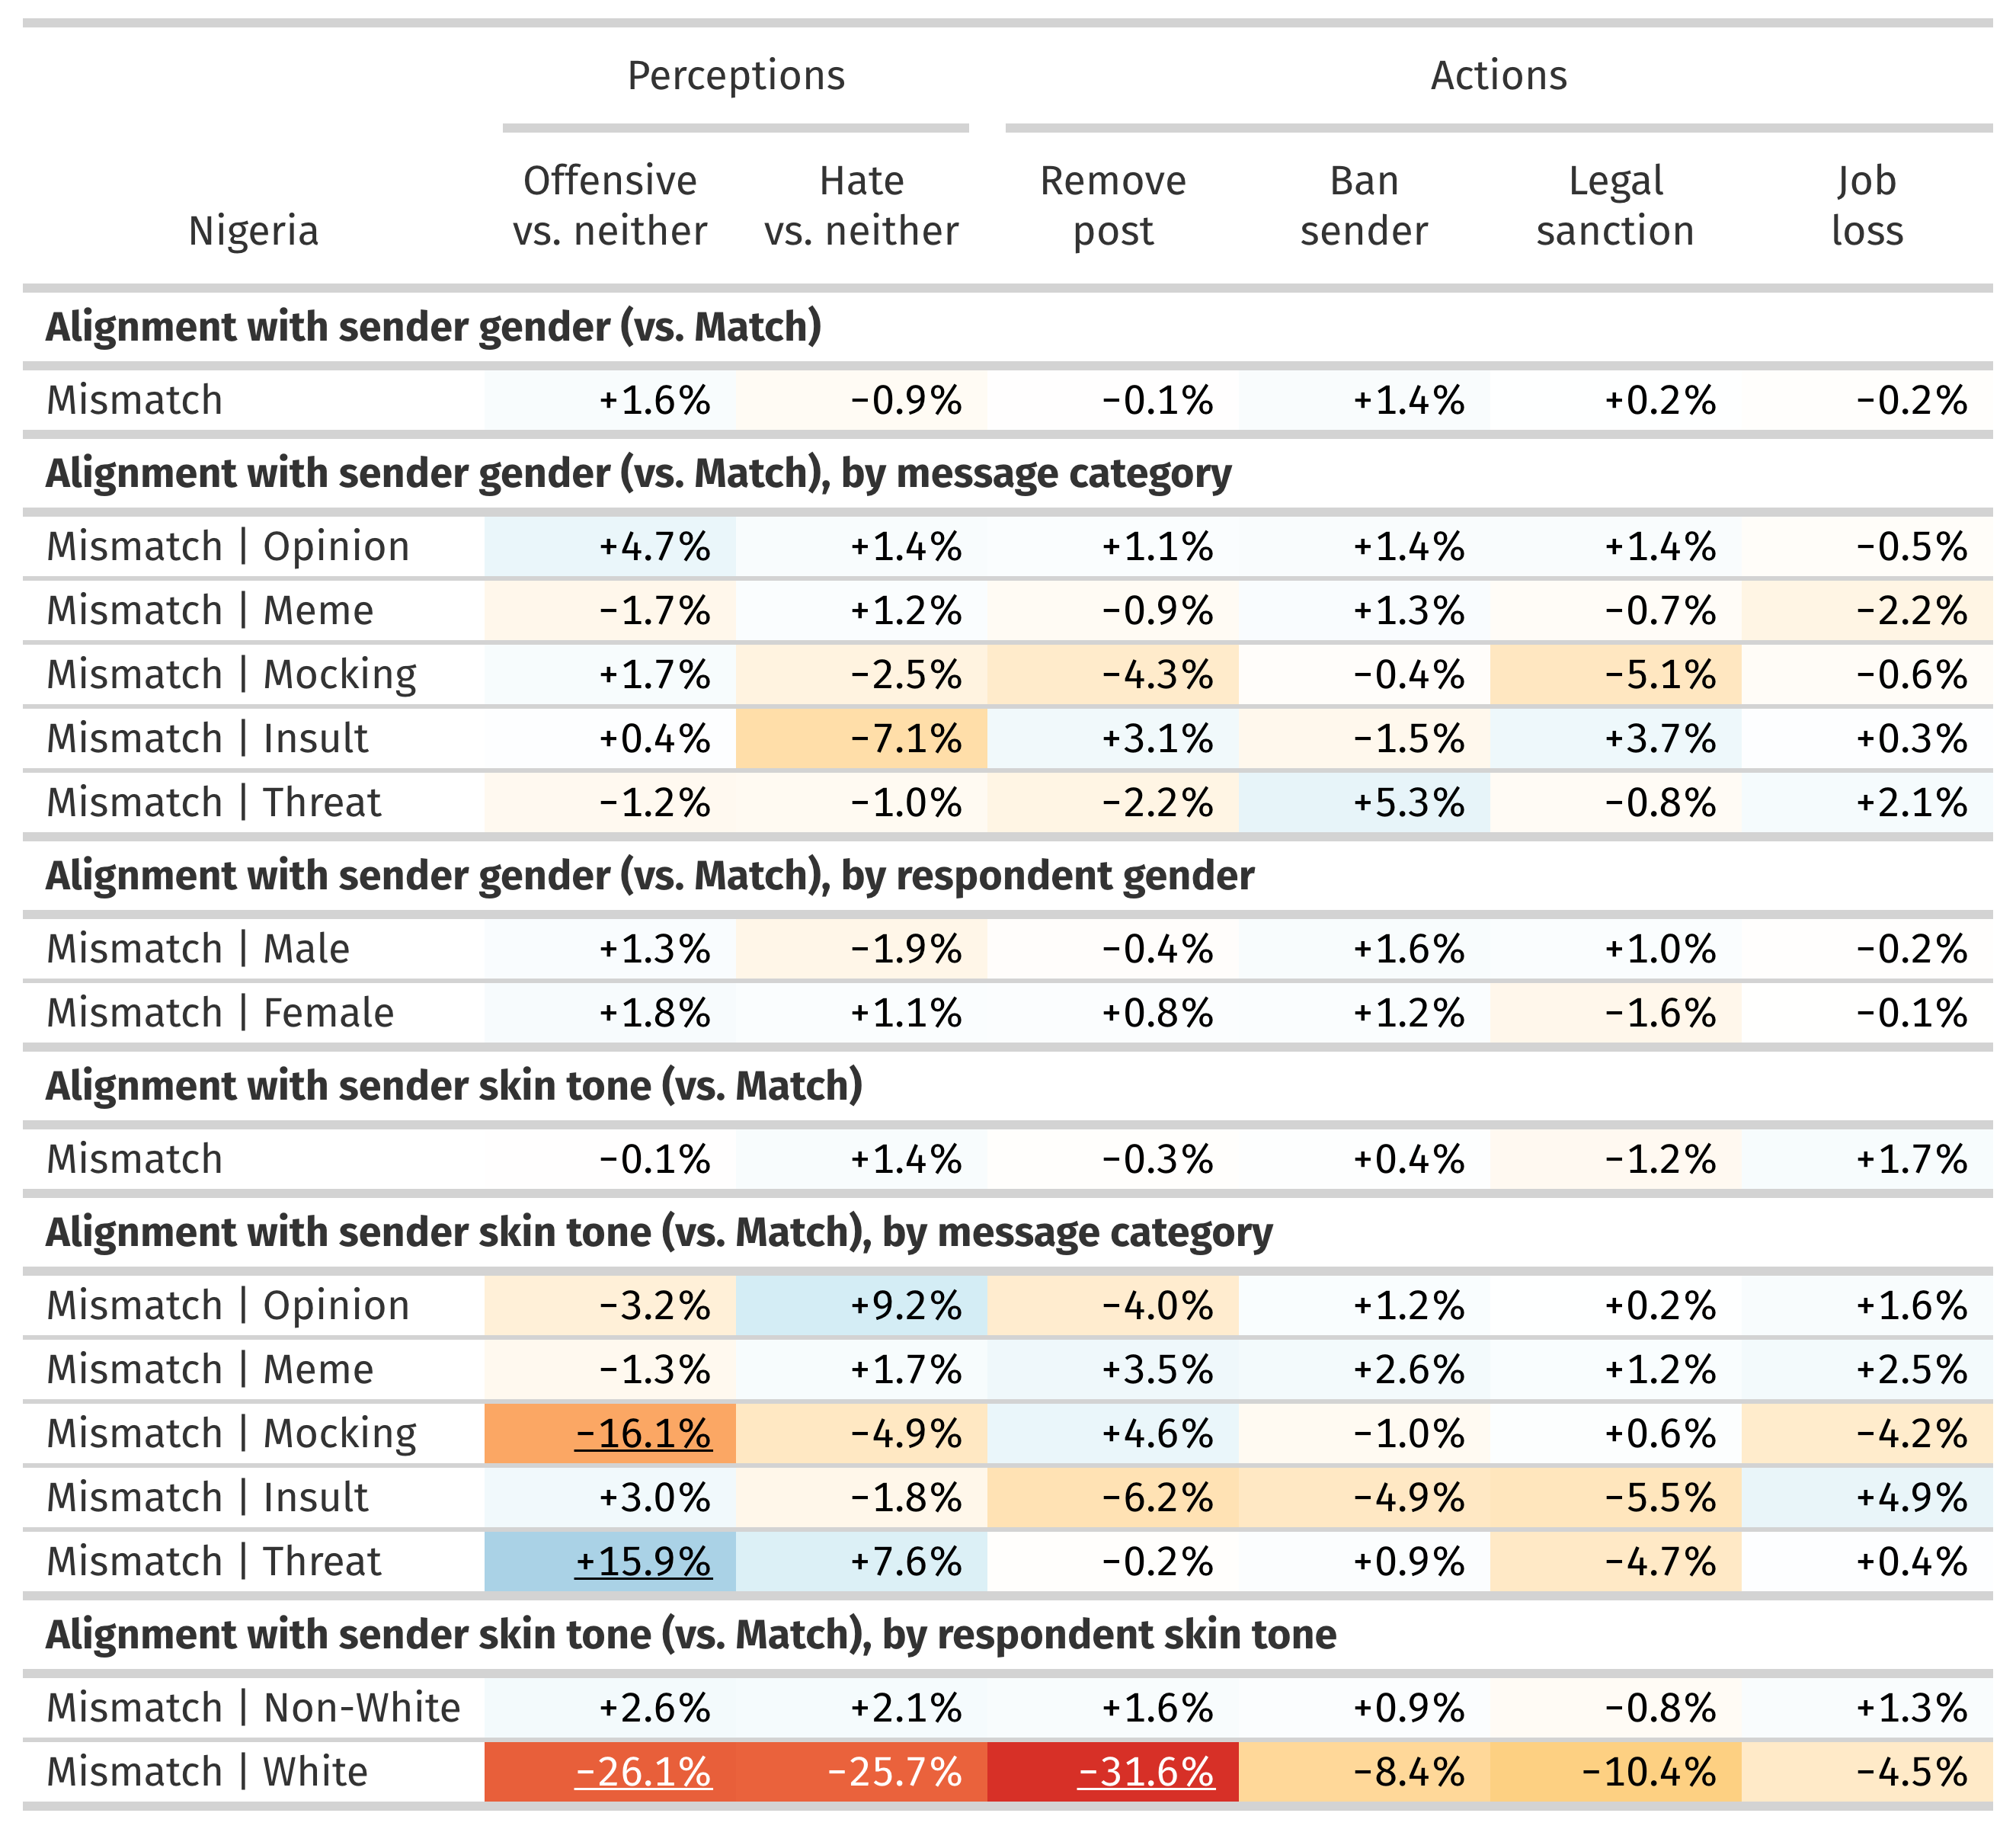 Perceptions Actions
Offensive Hate Remove Ban Legal Job
Nigeria vs. neither vs. neither post sender sanction loss
Alignment with sender gender (vs. Match)
Mismatch +1.6% −0.9% −0.1% +1.4% +0.2% −0.2%
Alignment with sender gender (vs. Match), by message category
Mismatch | Opinion +4.7% +1.4% +1.1% +1.4% +1.4% −0.5%
Mismatch | Meme −1.7% +1.2% −0.9% +1.3% −0.7% −2.2%
Mismatch | Mocking +1.7% −2.5% −4.3% −0.4% −5.1% −0.6%
Mismatch | Insult +0.4% −7.1% +3.1% −1.5% +3.7% +0.3%
Mismatch | Threat −1.2% −1.0% −2.2% +5.3% −0.8% +2.1%
Alignment with sender gender (vs. Match), by respondent gender
Mismatch | Male +1.3% −1.9% −0.4% +1.6% +1.0% −0.2%
Mismatch | Female +1.8% +1.1% +0.8% +1.2% −1.6% −0.1%
Alignment with sender skin tone (vs. Match)
Mismatch −0.1% +1.4% −0.3% +0.4% −1.2% +1.7%
Alignment with sender skin tone (vs. Match), by message category
Mismatch | Opinion −3.2% +9.2% −4.0% +1.2% +0.2% +1.6%
Mismatch | Meme −1.3% +1.7% +3.5% +2.6% +1.2% +2.5%
Mismatch | Mocking −16.1% −4.9% +4.6% −1.0% +0.6% −4.2%
Mismatch | Insult +3.0% −1.8% −6.2% −4.9% −5.5% +4.9%
Mismatch | Threat +15.9% +7.6% −0.2% +0.9% −4.7% +0.4%
Alignment with sender skin tone (vs. Match), by respondent skin tone
Mismatch | Non-White +2.6% +2.1% +1.6% +0.9% −0.8% +1.3%
Mismatch | White −26.1% −25.7% −31.6% −8.4% −10.4% −4.5%